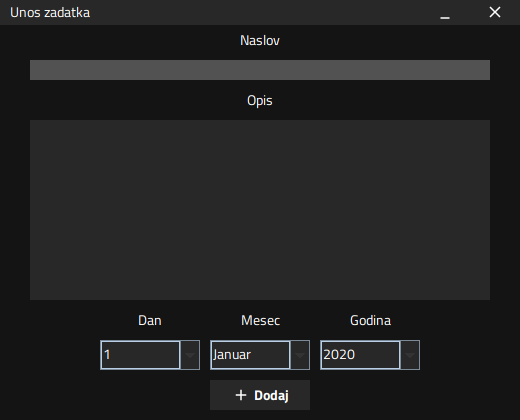 Unos zadatka
Naslov
Opis
Dan Mesec Godina
1 Januar 2020
+ Dodaj